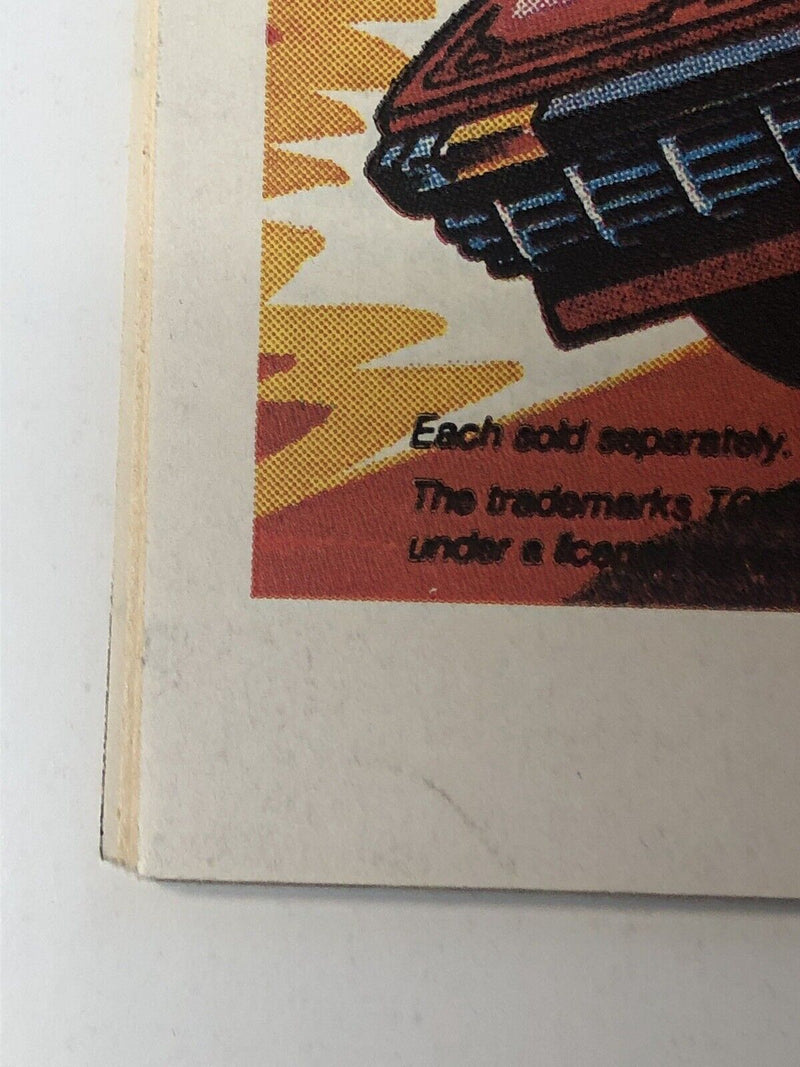 Each sold separately.
The trademarks
under a